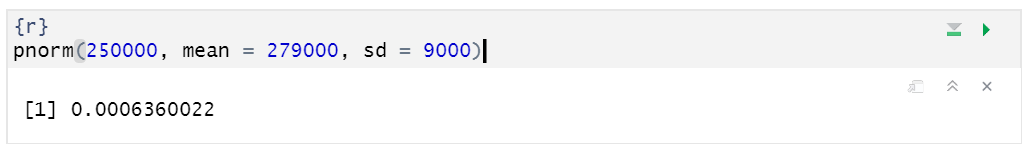 {r}
pnorm(250000, mean = 279000, sd = 9000)
[1] 0.0006360022